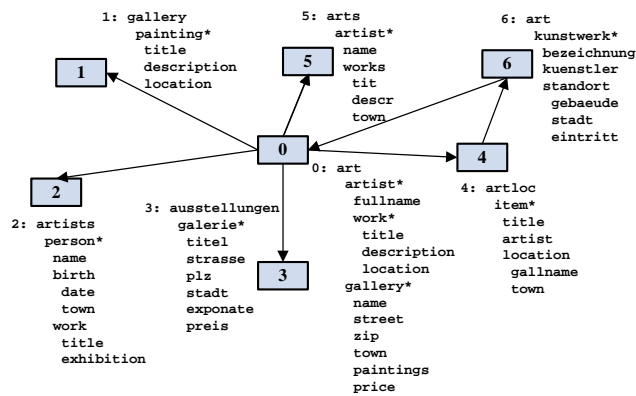 1: gallery
painting*
title
description
location
1
5: arts
artist*
name
works
tit
descr
town
5
6: art
kunstwerk*
bezeichnung
kuenstler
standort
gebaeude
stadt
eintritt
6
0
4
2
3
2: artists
person*
name
birth
date
town
work
title
exhibition
3: ausstellungen
galerie*
titel
strasse
plz
stadt
exponate
preis
0: art
artist*
fullname
work*
title
description
location
gallery*
name
street
zip
town
paintings
price
4: artloc
item*
title
artist
location
gallname
town